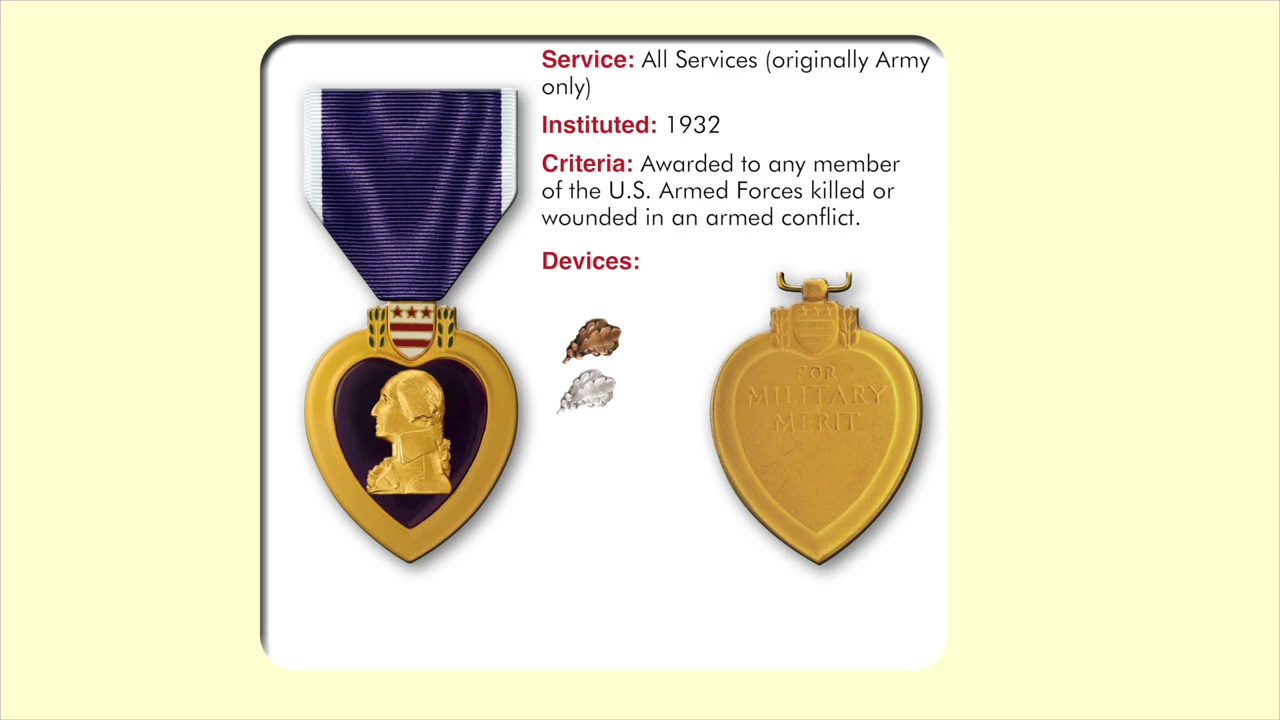 Service: All Services (originally Army
only)
Instituted: 1932
Criteria: Awarded to any member
of the U.S. Armed Forces killed or
wounded in an armed conflict.
Devices:
FOR
MILITARY
MERIT